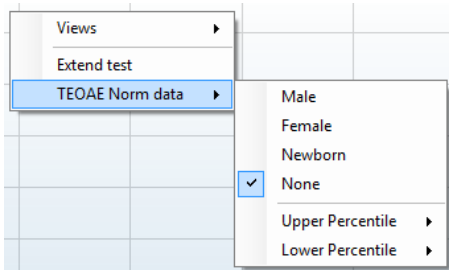 Views
Extend test
TEOAE Norm data
Male
Female
Newborn
None
Upper Percentile
Lower Percentile